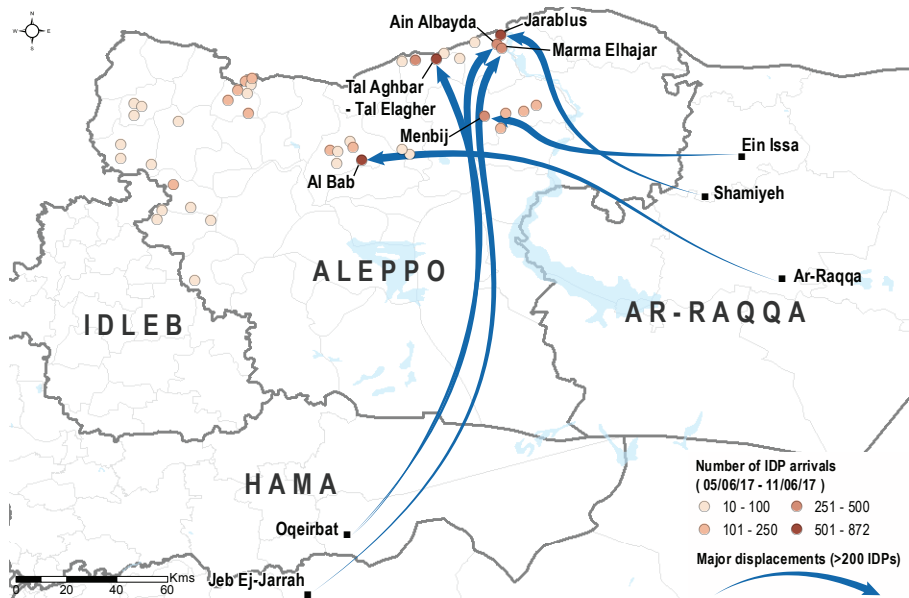 N
W
E
S
Ain Albayda
Jarablus
Marma Elhajar
Tal Aghbar
- Tal Elagher
Menbij
Ein Issa
Al Bab
Shamiyeh
ALEPPO
Ar-Raqqa
IDLEB
AR-RAQQA
HAMA
Oqeirbat
Jeb Ej-Jarrah
Number of IDP arrivals
( 05/06/17 - 11/06/17 )
10 - 100
251 - 500
101 - 250
501 - 872
Major displacements (>200 IDPs)
Kms
0
20
40
60